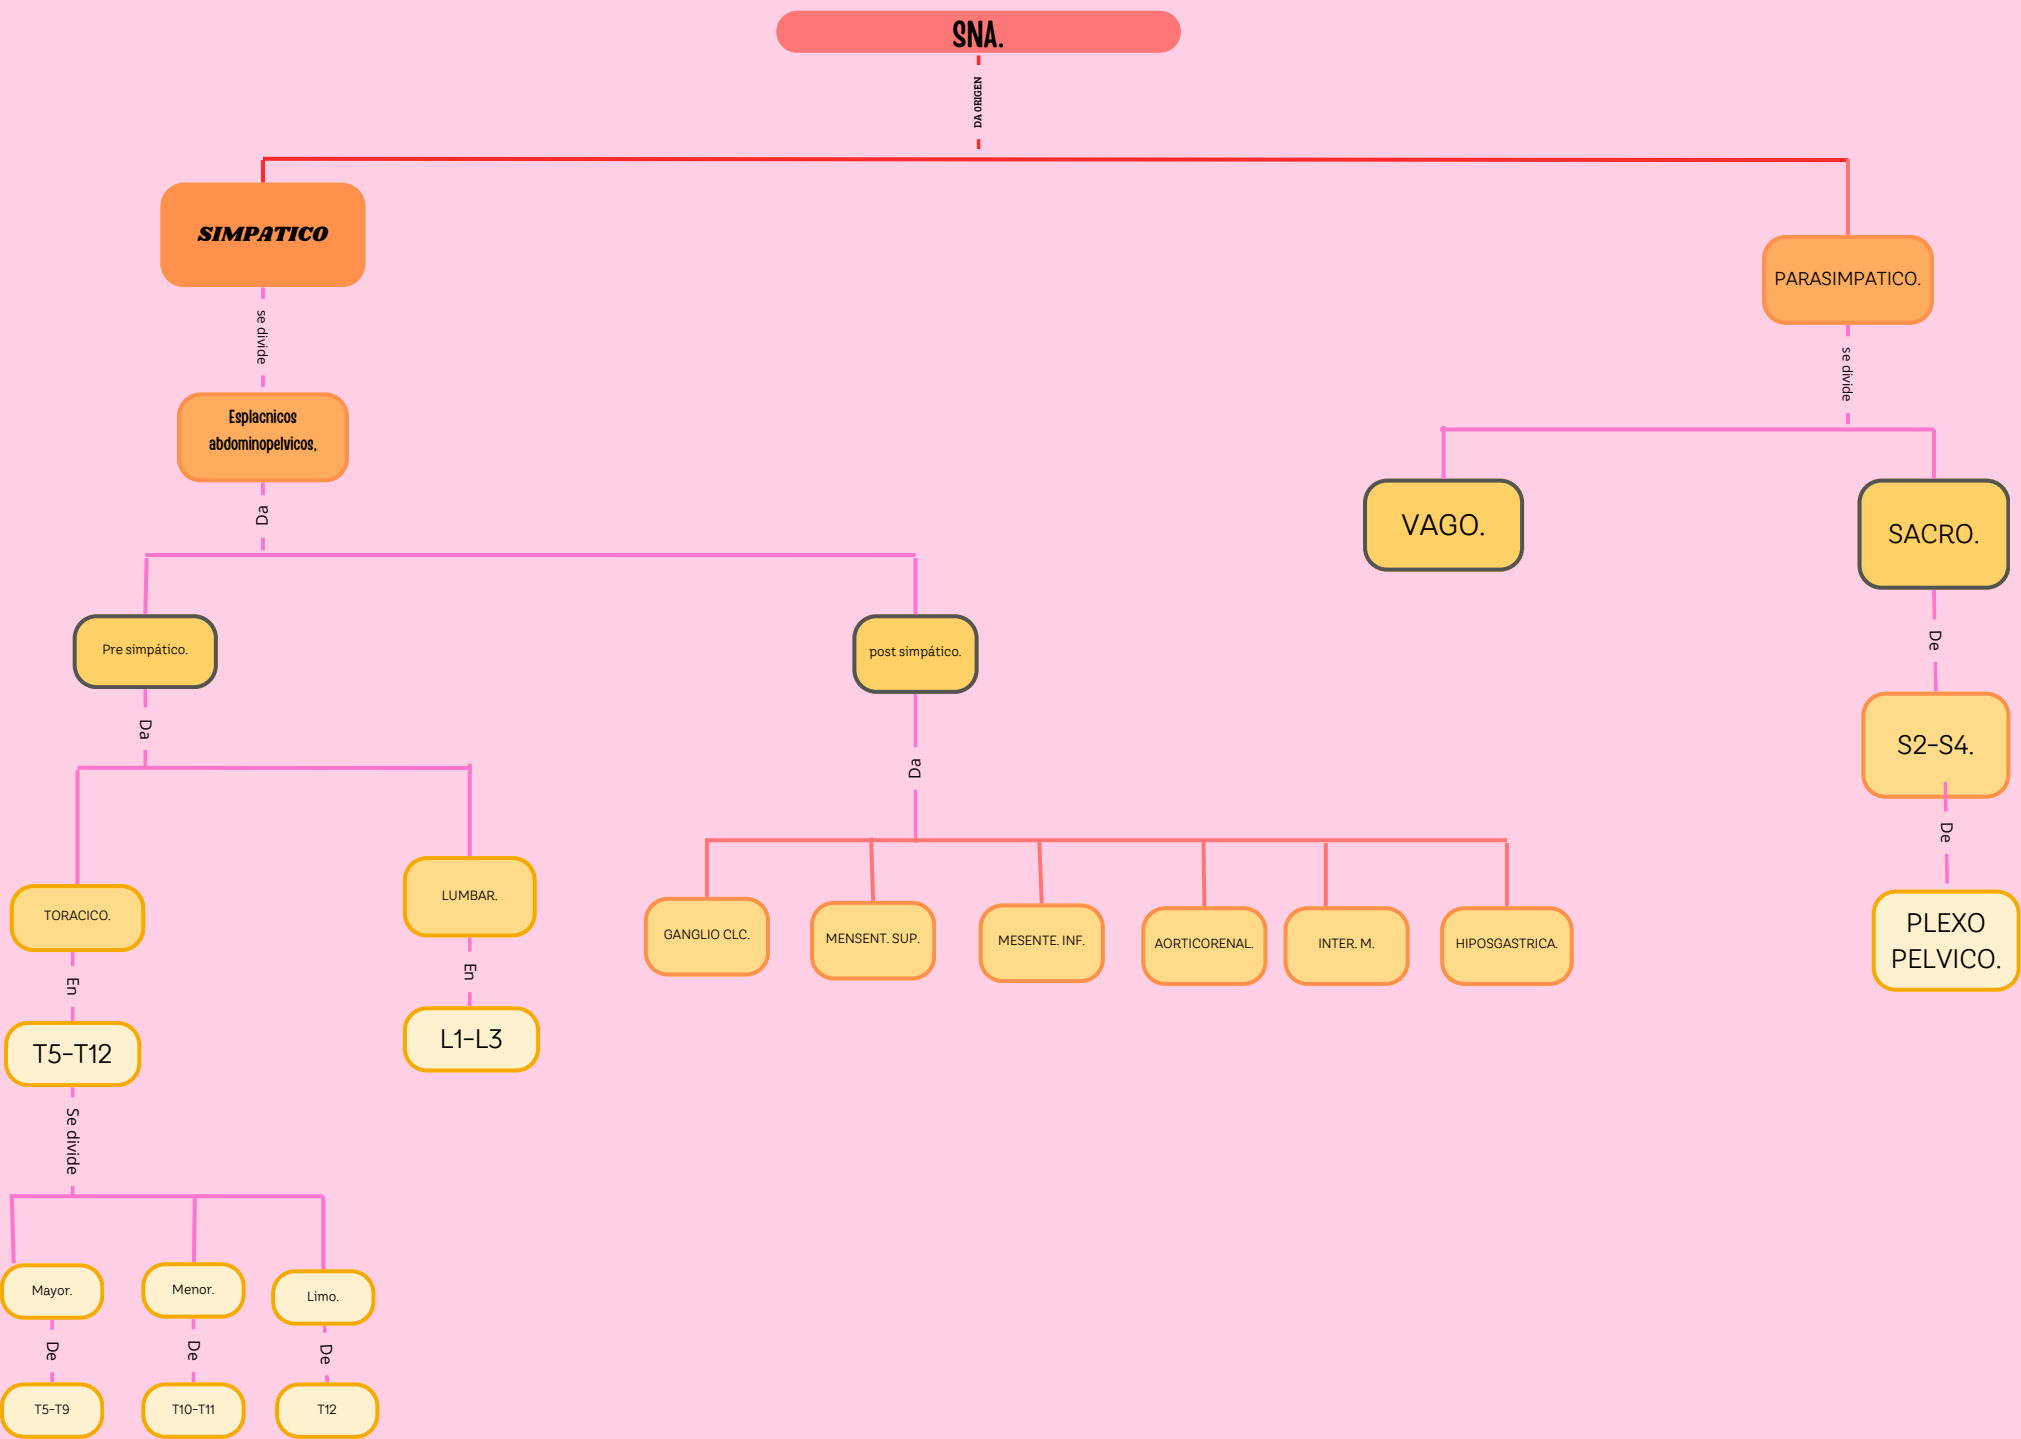 SNA.
DA ORIGEN
SIMPATICO
PARASIMPATICO.
se divide
se divide
Esplacnicos
abdominopelvicos,
Da
VAGO.
SACRO.
Pre simpático.
post simpático.
De
Da
Da
S2-S4.
De
TORACICO.
LUMBAR.
GANGLIO CLC.
MENSENT. SUP.
MESENTE. INF.
AORTICORENAL.
INTER. M.
HIPOSGASTRICA.
PLEXO
PELVICO.
En
En
T5-T12
L1-L3
Se divide
Mayor.
Menor.
Limo.
De
De
De
T5-T9
T10-T11
T12